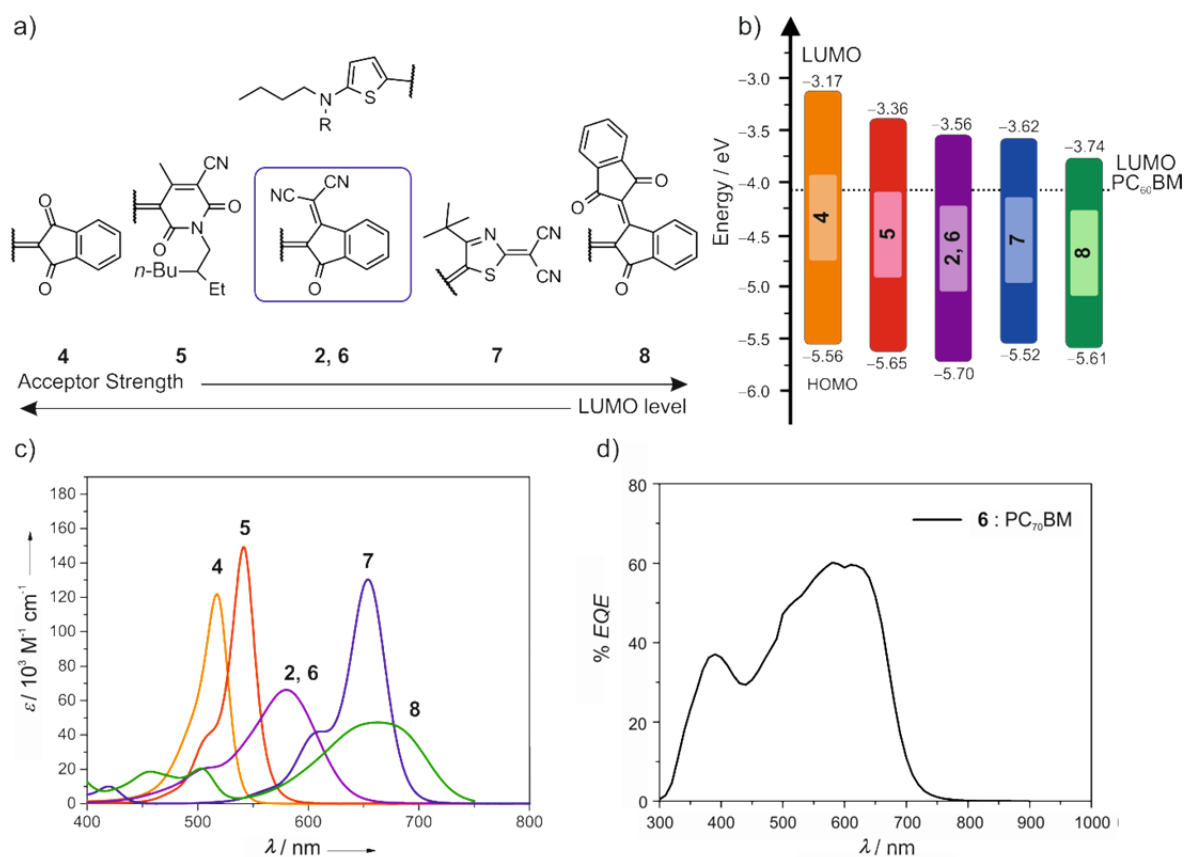 a)
N
R
S
CN
O
O
N
O
O
n-Bu
Et
NC
CN
O
N
S
CN
CN
O
O
O
4
5
2, 6
7
8
Acceptor Strength
LUMO level
b)
LUMO
−3.17
−3.36
−3.56
−3.62
−3.74
LUMO
PC₆₀BM
Energy / eV
−3.0
−3.5
−4.0
−4.5
−5.0
−5.5
−6.0
4
5
2, 6
7
8
−5.56
−5.65
−5.70
−5.52
−5.61
HOMO
c)
ε / 10³ M⁻¹ cm⁻¹
180
160
140
120
100
80
60
40
20
0
4
5
2, 6
7
8
400 500 600 700 800
λ / nm
d)
% EQE
80
60
40
20
0
6 : PC₇₀BM
300 400 500 600 700 800 900 1000
λ / nm